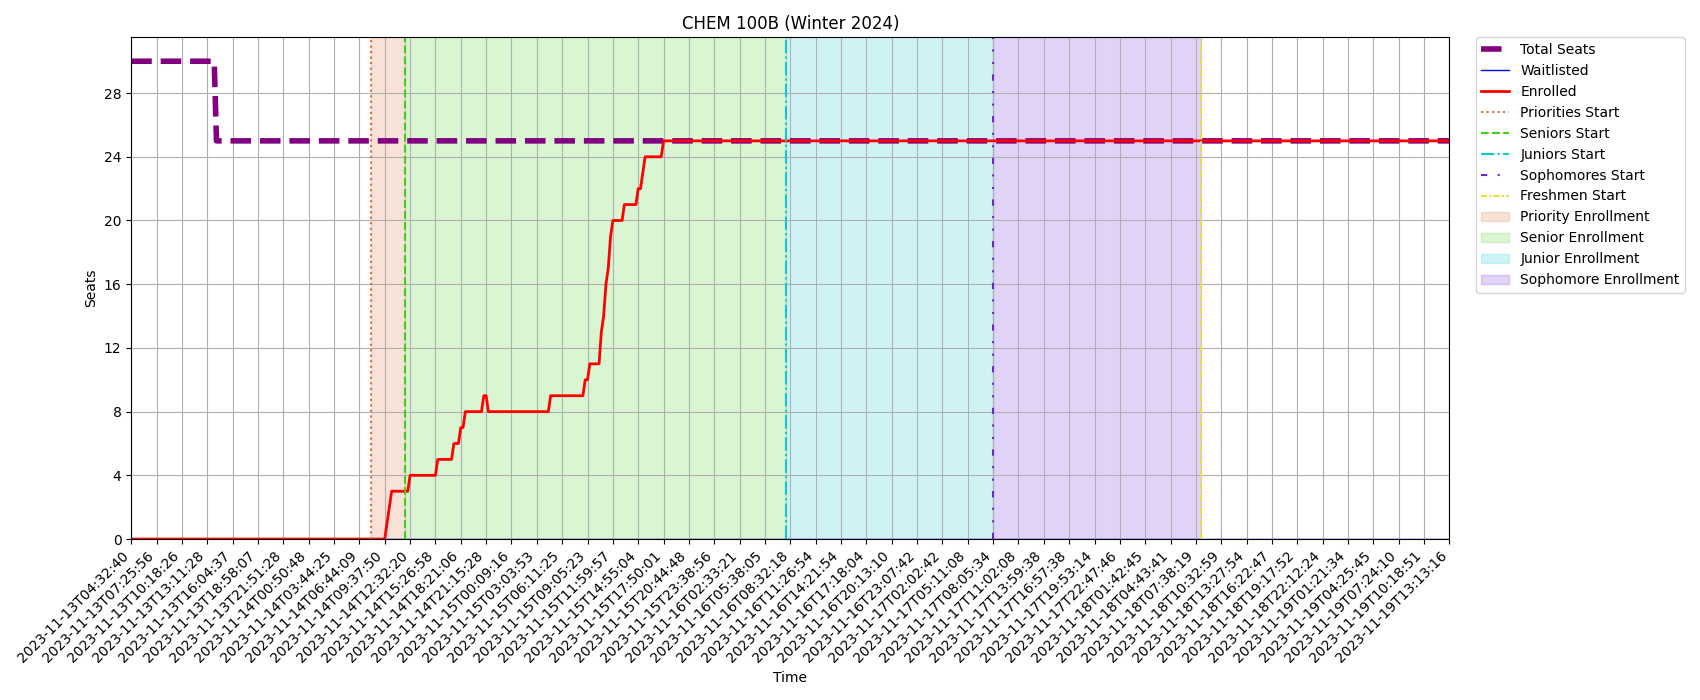 CHEM 100B (Winter 2024)
Seats
28
24
20
16
12
8
4
0
2023-11-13T04:32:40
2023-11-13T07:25:56
2023-11-13T10:18:26
2023-11-13T13:11:28
2023-11-13T16:04:37
2023-11-13T18:58:07
2023-11-13T21:51:28
2023-11-14T00:50:48
2023-11-14T03:44:25
2023-11-14T06:44:09
2023-11-14T09:37:50
2023-11-14T12:32:20
2023-11-14T15:26:58
2023-11-14T18:21:06
2023-11-14T21:15:28
2023-11-15T00:09:16
2023-11-15T03:03:53
2023-11-15T06:11:25
2023-11-15T09:05:23
2023-11-15T11:59:57
2023-11-15T14:55:04
2023-11-15T17:50:01
2023-11-15T20:44:48
2023-11-15T23:38:56
2023-11-16T02:33:21
2023-11-16T05:38:05
2023-11-16T08:32:18
2023-11-16T11:26:54
2023-11-16T14:21:54
2023-11-16T17:18:04
2023-11-16T20:13:10
2023-11-16T23:07:42
2023-11-17T02:02:42
2023-11-17T05:11:08
2023-11-17T08:05:34
2023-11-17T11:02:08
2023-11-17T13:59:38
2023-11-17T16:57:38
2023-11-17T19:53:14
2023-11-17T22:47:46
2023-11-18T01:42:45
2023-11-18T04:43:41
2023-11-18T07:38:19
2023-11-18T10:32:59
2023-11-18T13:27:54
2023-11-18T16:22:47
2023-11-18T19:17:52
2023-11-18T22:12:24
2023-11-19T01:21:34
2023-11-19T04:25:45
2023-11-19T07:24:10
2023-11-19T10:18:51
2023-11-19T13:13:16
Time
Total Seats
Waitlisted
Enrolled
Priorities Start
Seniors Start
Juniors Start
Sophomores Start
Freshmen Start
Priority Enrollment
Senior Enrollment
Junior Enrollment
Sophomore Enrollment